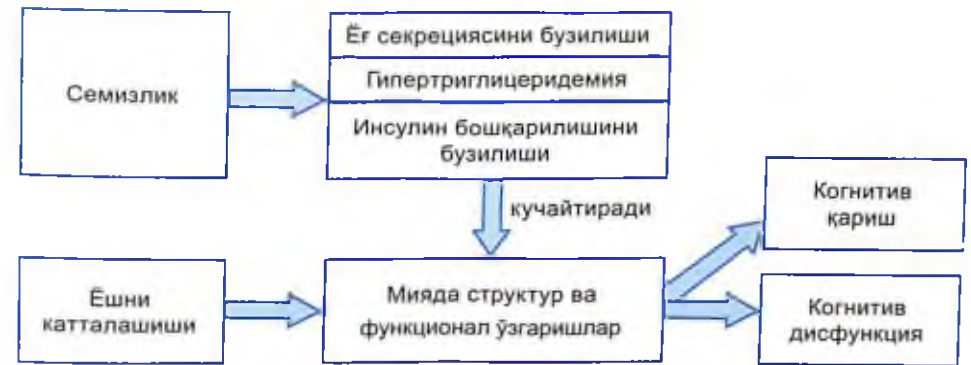 Семизлик
Ёғ секрециясини бузилиши
Гипертриглицеридемия
Инсулин бошқарилишини
бузилиши
кучайтиради
Ёшни
катталашиши
Мияда структур ва
функционал ўзгаришлар
Когнитив
қариш
Когнитив
дисфункция